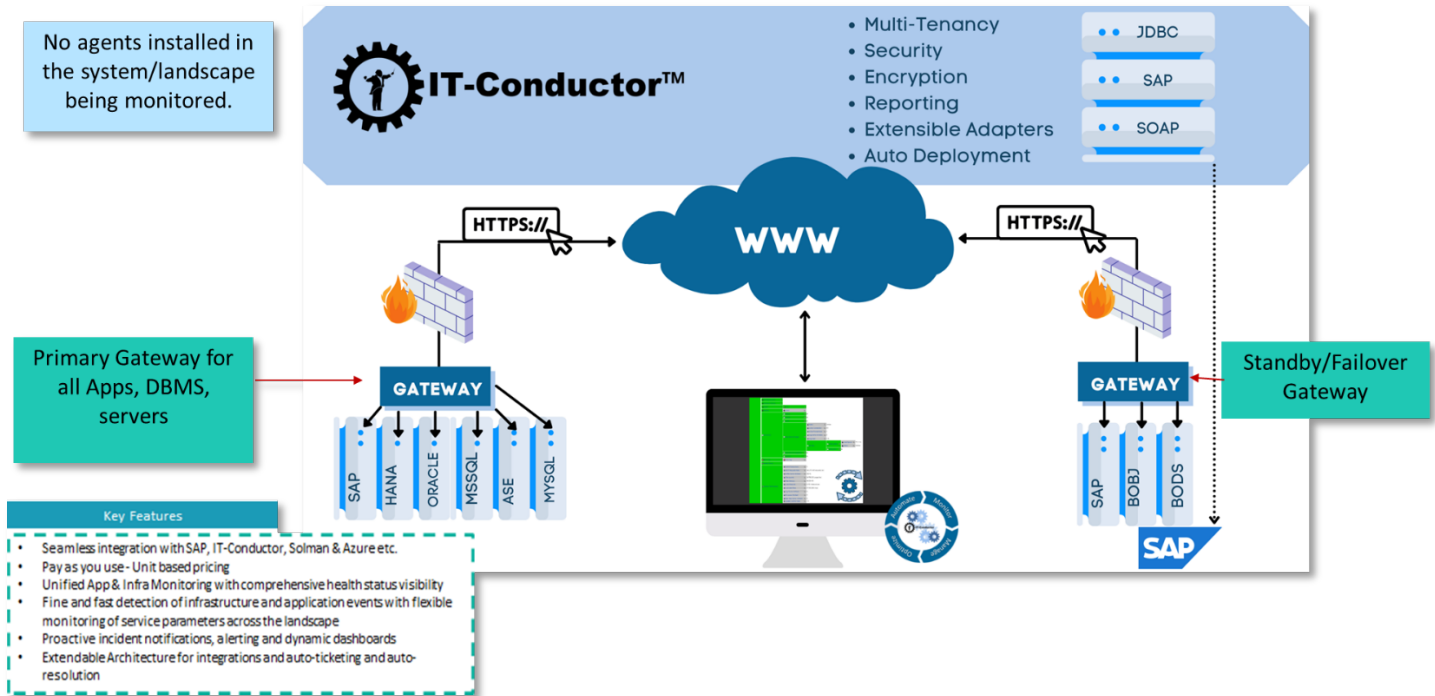 No agents installed in
the system/landscape
being monitored.
IT-Conductor™
• Multi-Tenancy
• Security
• Encryption
• Reporting
• Extensible Adapters
• Auto Deployment
JDBC
SAP
SOAP
HTTPS://
WWW
HTTPS://
Primary Gateway for
all Apps, DBMS,
servers
GATEWAY
SAP
HANA
ORACLE
MSSQL
ASE
MYSQL
GATEWAY
SAP
BOBJ
BODS
Standby/Failover
Gateway
Automate
Monitor
Manage
Optimize
SAP
Key Features
• Seamless integration with SAP, IT-Conductor, Solman & Azure etc.
• Pay as you use - Unit based pricing
• Unified App & Infra Monitoring with comprehensive health status visibility
• Fine and fast detection of infrastructure and application events with flexible
monitoring of service parameters across the landscape
• Proactive incident notifications, alerting and dynamic dashboards
• Extendable Architecture for integrations and auto-ticketing and auto-
resolution